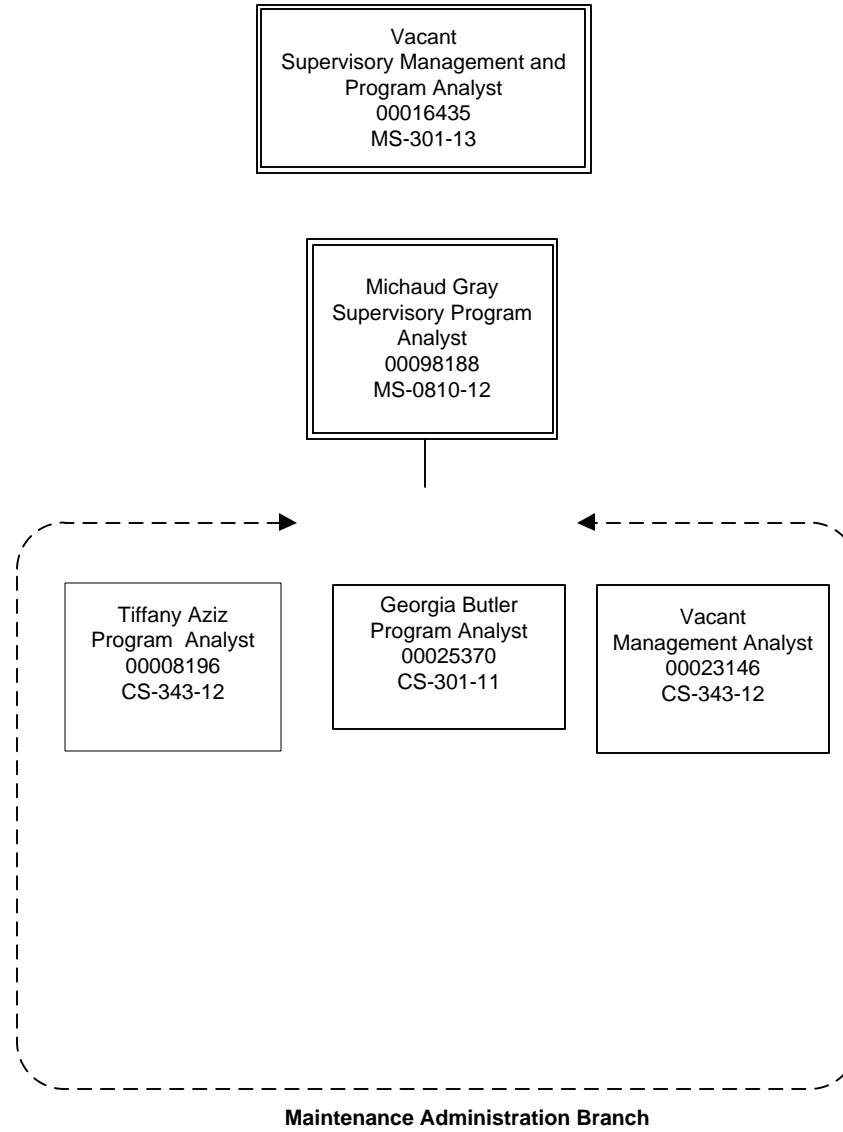 Vacant
Supervisory Management and
Program Analyst
00016435
MS-301-13
Michaud Gray
Supervisory Program
Analyst
00098188
MS-0810-12
Tiffany Aziz
Program  Analyst
00008196
CS-343-12
Georgia Butler
Program Analyst
00025370
CS-301-11
Vacant
Management Analyst
00023146
CS-343-12
Maintenance Administration Branch